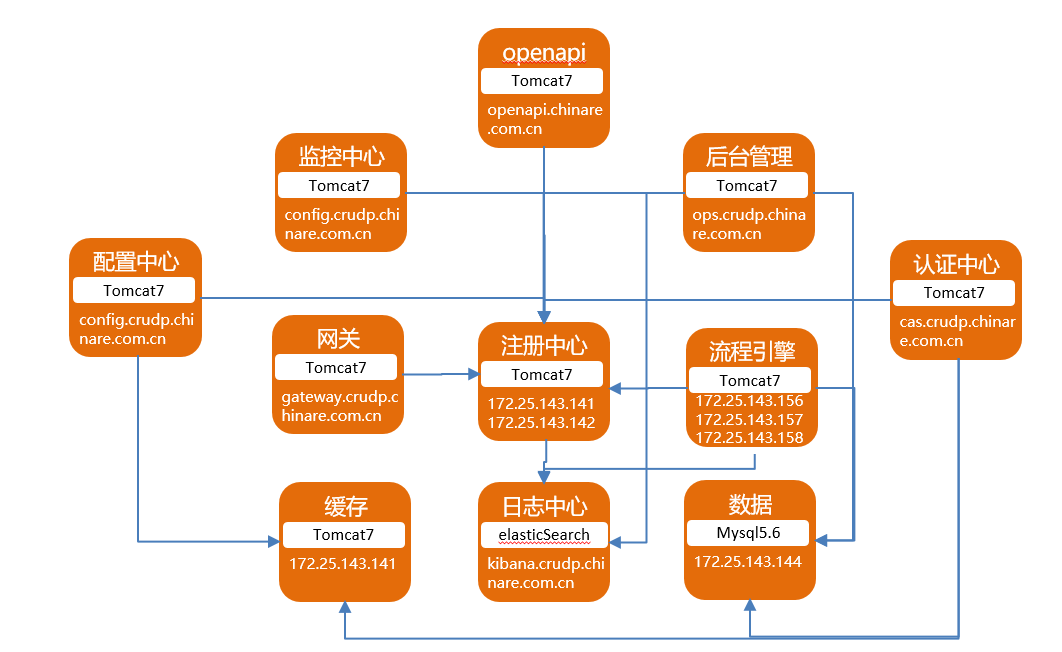 openapi
Tomcat7
openapi.chinare
.com.cn
监控中心
Tomcat7
config.crudp.chi
nare.com.cn
后台管理
Tomcat7
ops.crudp.china
re.com.cn
配置中心
Tomcat7
config.crudp.chi
nare.com.cn
认证中心
Tomcat7
cas.crudp.chinar
e.com.cn
网关
Tomcat7
gateway.crudp.c
hinare.com.cn
注册中心
Tomcat7
172.25.143.141
172.25.143.142
流程引擎
Tomcat7
172.25.143.156
172.25.143.157
172.25.143.158
缓存
Tomcat7
172.25.143.141
日志中心
elasticSearch
kibana.crudp.chi
nare.com.cn
数据
Mysql5.6
172.25.143.144